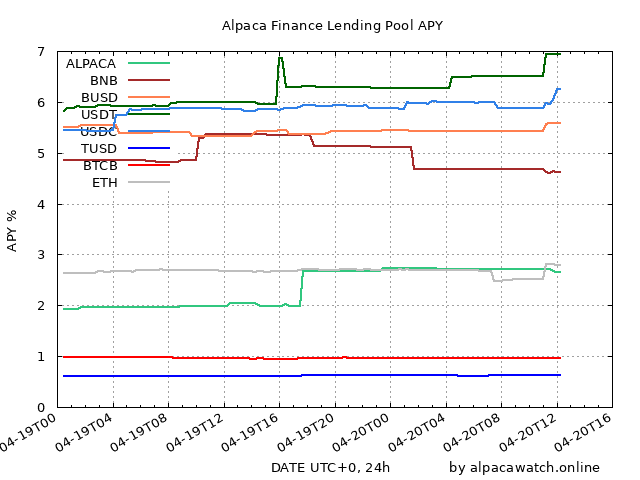 Alpaca Finance Lending Pool APY
7
6
5
4
3
2
1
0
APY %
ALPACA
BNB
BUSD
USDT
USDC
TUSD
BTCB
ETH
04-19T00
04-19T04
04-19T08
04-19T12
04-19T16
04-19T20
04-20T00
04-20T04
04-20T08
04-20T12
04-20T16
DATE UTC+0, 24h
by alpacawatch.online